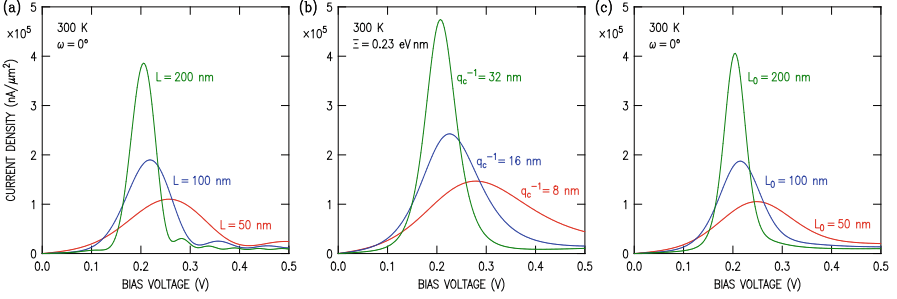 (a)
×10⁵
5
4
3
2
1
0
CURRENT DENSITY (nA/μm²)
300 K
ω = 0°
L = 200 nm
L = 100 nm
L = 50 nm
0.0 0.1 0.2 0.3 0.4 0.5
BIAS VOLTAGE (V)
(b)
×10⁵
5
4
3
2
1
0
300 K
Ξ = 0.23 eV nm
q_c⁻¹ = 32 nm
q_c⁻¹ = 16 nm
q_c⁻¹ = 8 nm
0.0 0.1 0.2 0.3 0.4 0.5
BIAS VOLTAGE (V)
(c)
×10⁵
5
4
3
2
1
0
300 K
ω = 0°
L₀ = 200 nm
L₀ = 100 nm
L₀ = 50 nm
0.0 0.1 0.2 0.3 0.4 0.5
BIAS VOLTAGE (V)